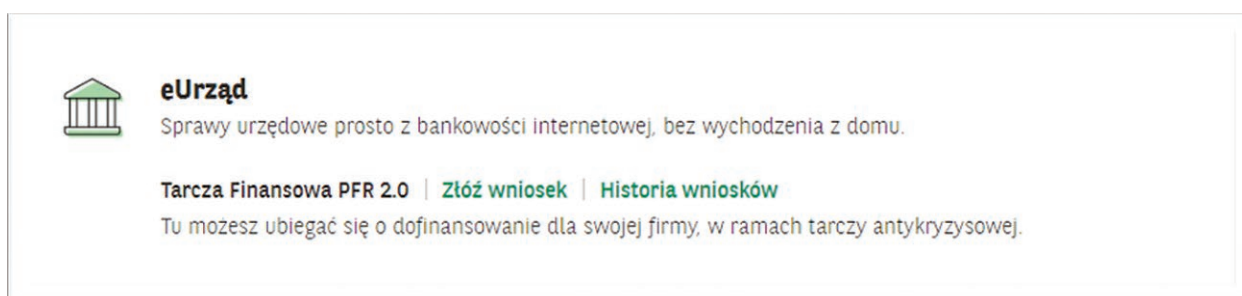 eUrząd
Sprawy urzędowe prosto z bankowości internetowej, bez wychodzenia z domu.
Tarcza Finansowa PFR 2.0 | Złóż wniosek | Historia wniosków
Tu możesz ubiegać się o dofinansowanie dla swojej firmy, w ramach tarczy antykryzysowej.